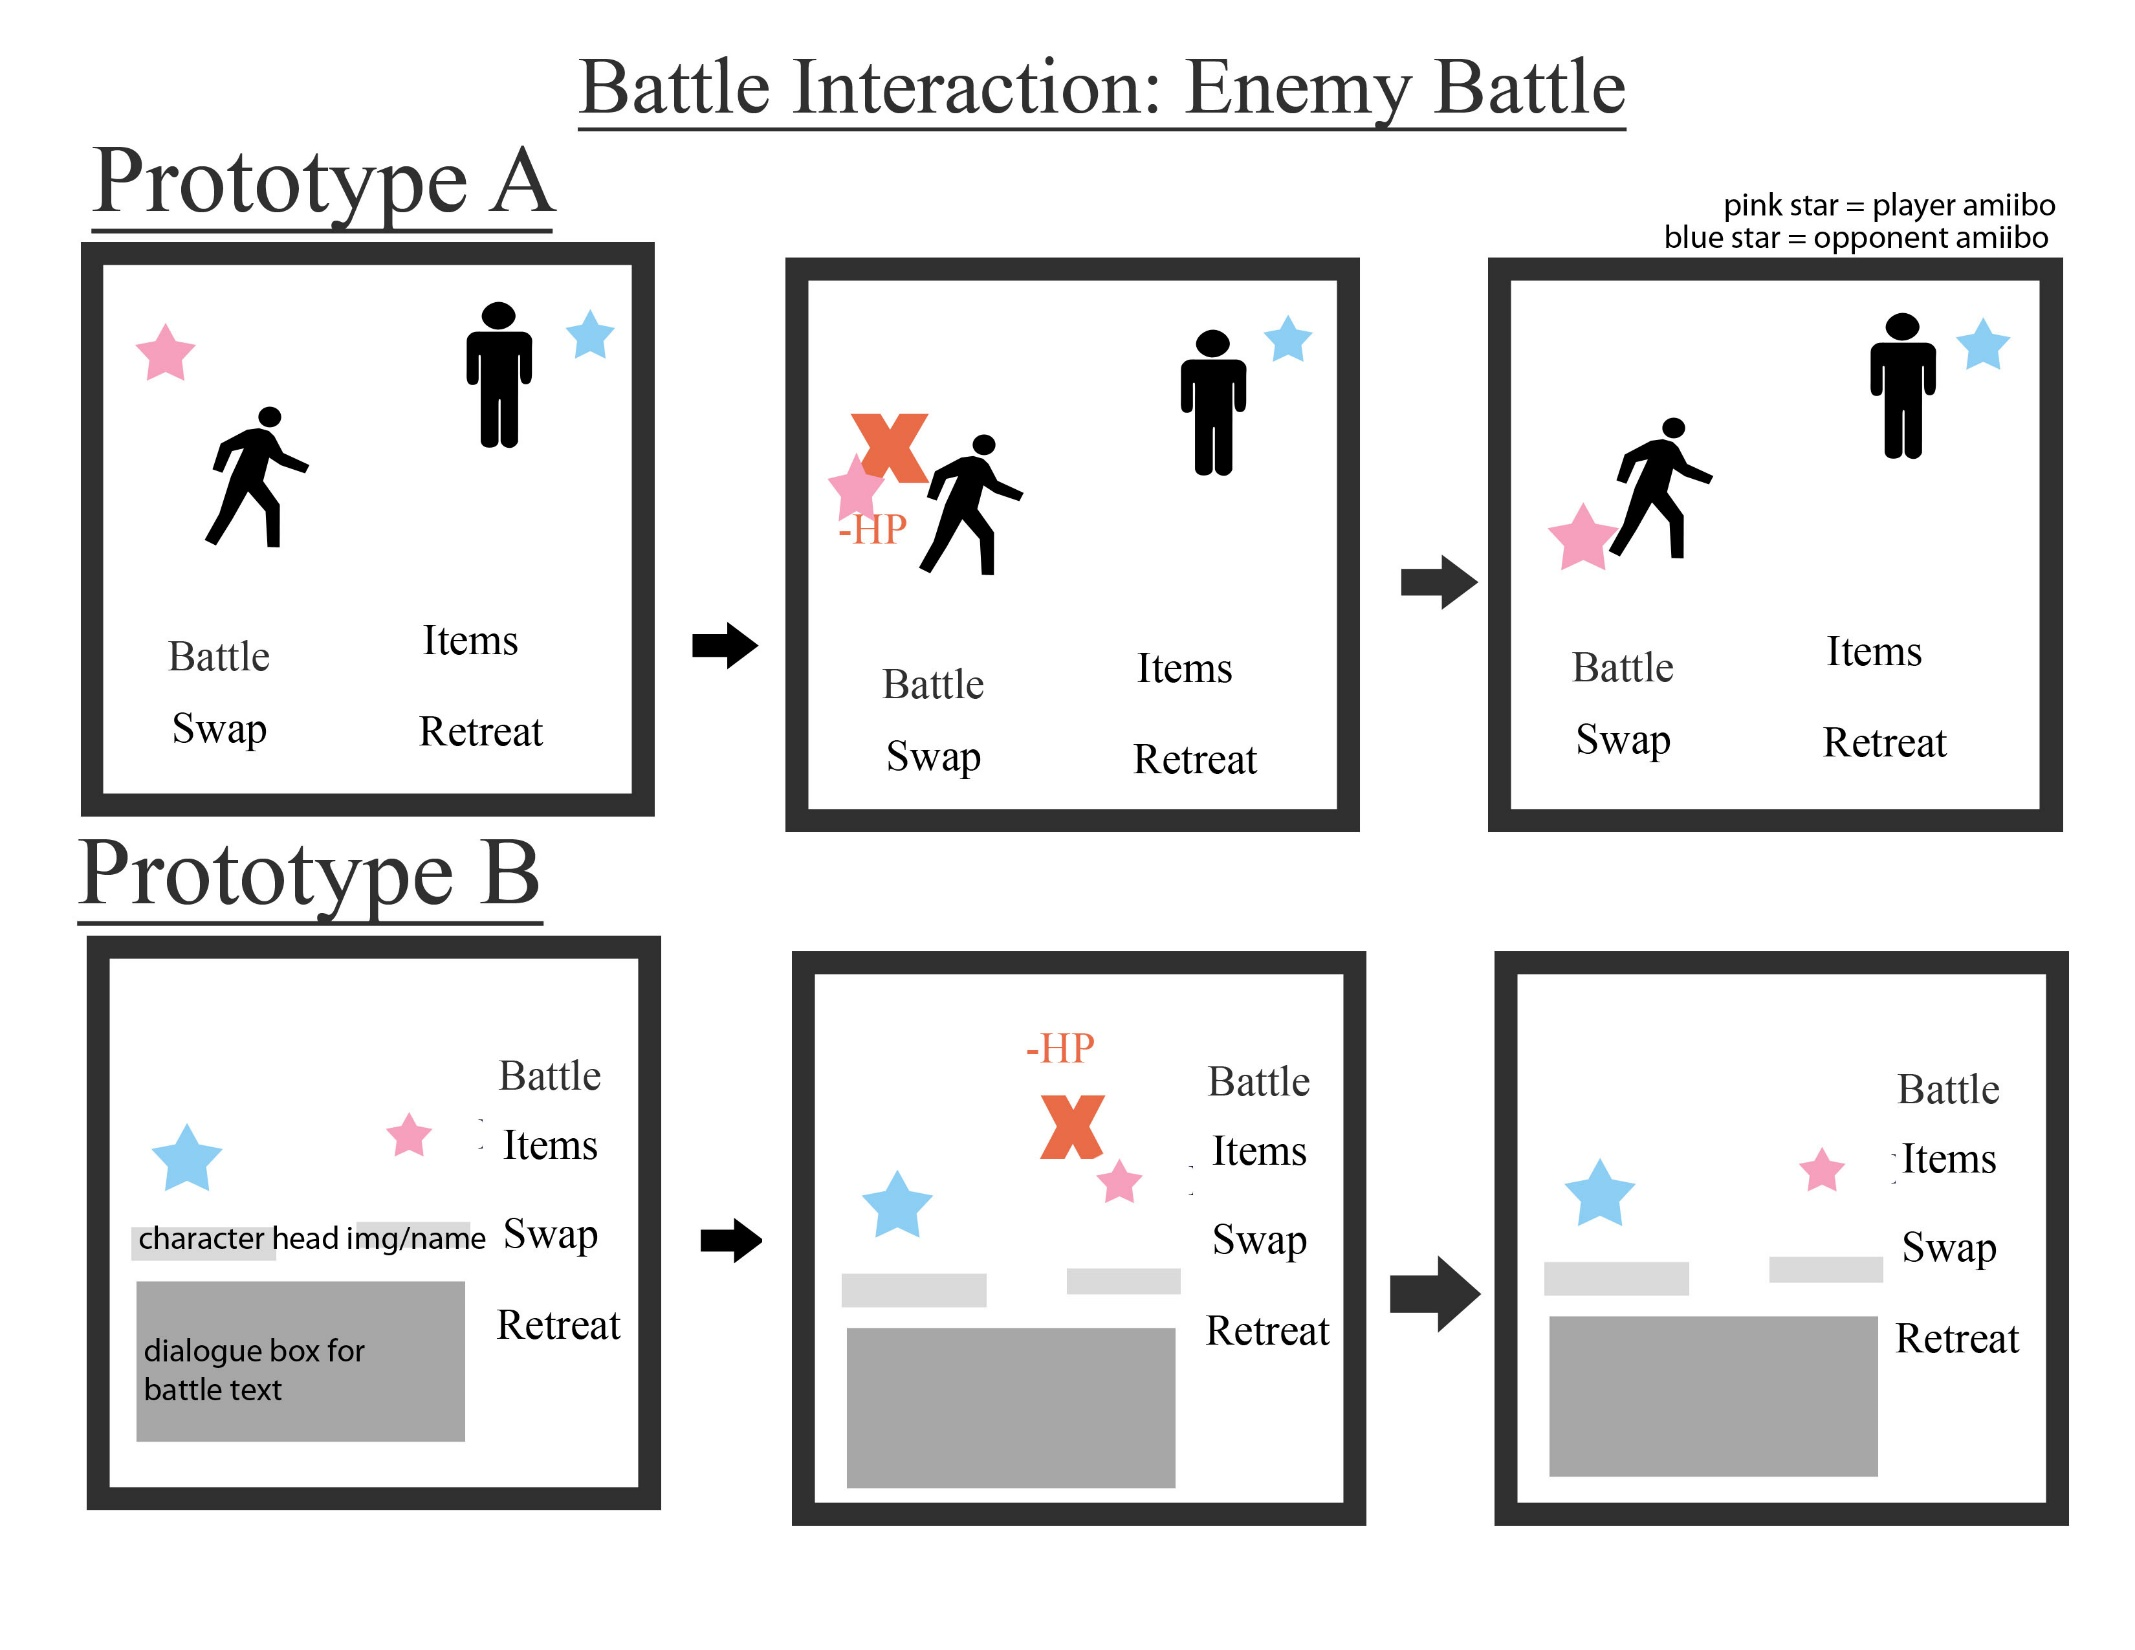 Battle Interaction: Enemy Battle
Prototype A
pink star = player amiibo
blue star = opponent amiibo
Battle
Items
Swap
Retreat
X
-HP
Battle
Items
Swap
Retreat
Battle
Items
Swap
Retreat
Prototype B
Battle
Items
character head img/name
Swap
dialogue box for
battle text
Retreat
-HP
X
Battle
Items
Swap
Retreat
Battle
Items
Swap
Retreat